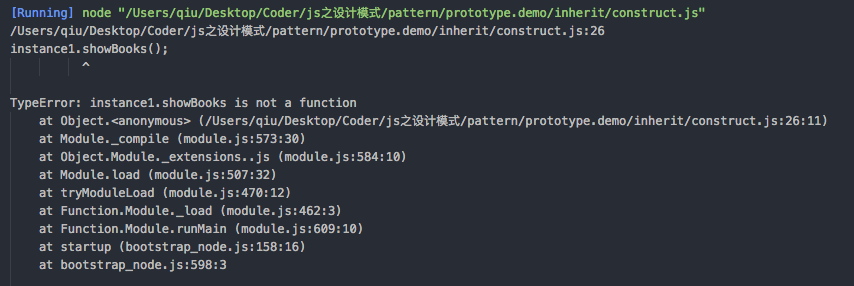 [Running] node "/Users/qiu/Desktop/Coder/js之设计模式/pattern/prototype.demo/inherit/construct.js"
/Users/qiu/Desktop/Coder/js之设计模式/pattern/prototype.demo/inherit/construct.js:26
instance1.showBooks();
          ^
TypeError: instance1.showBooks is not a function
    at Object.<anonymous> (/Users/qiu/Desktop/Coder/js之设计模式/pattern/prototype.demo/inherit/construct.js:26:11)
    at Module._compile (module.js:573:30)
    at Object.Module._extensions..js (module.js:584:10)
    at Module.load (module.js:507:32)
    at tryModuleLoad (module.js:470:12)
    at Function.Module._load (module.js:462:3)
    at Function.Module.runMain (module.js:609:10)
    at startup (bootstrap_node.js:158:16)
    at bootstrap_node.js:598:3